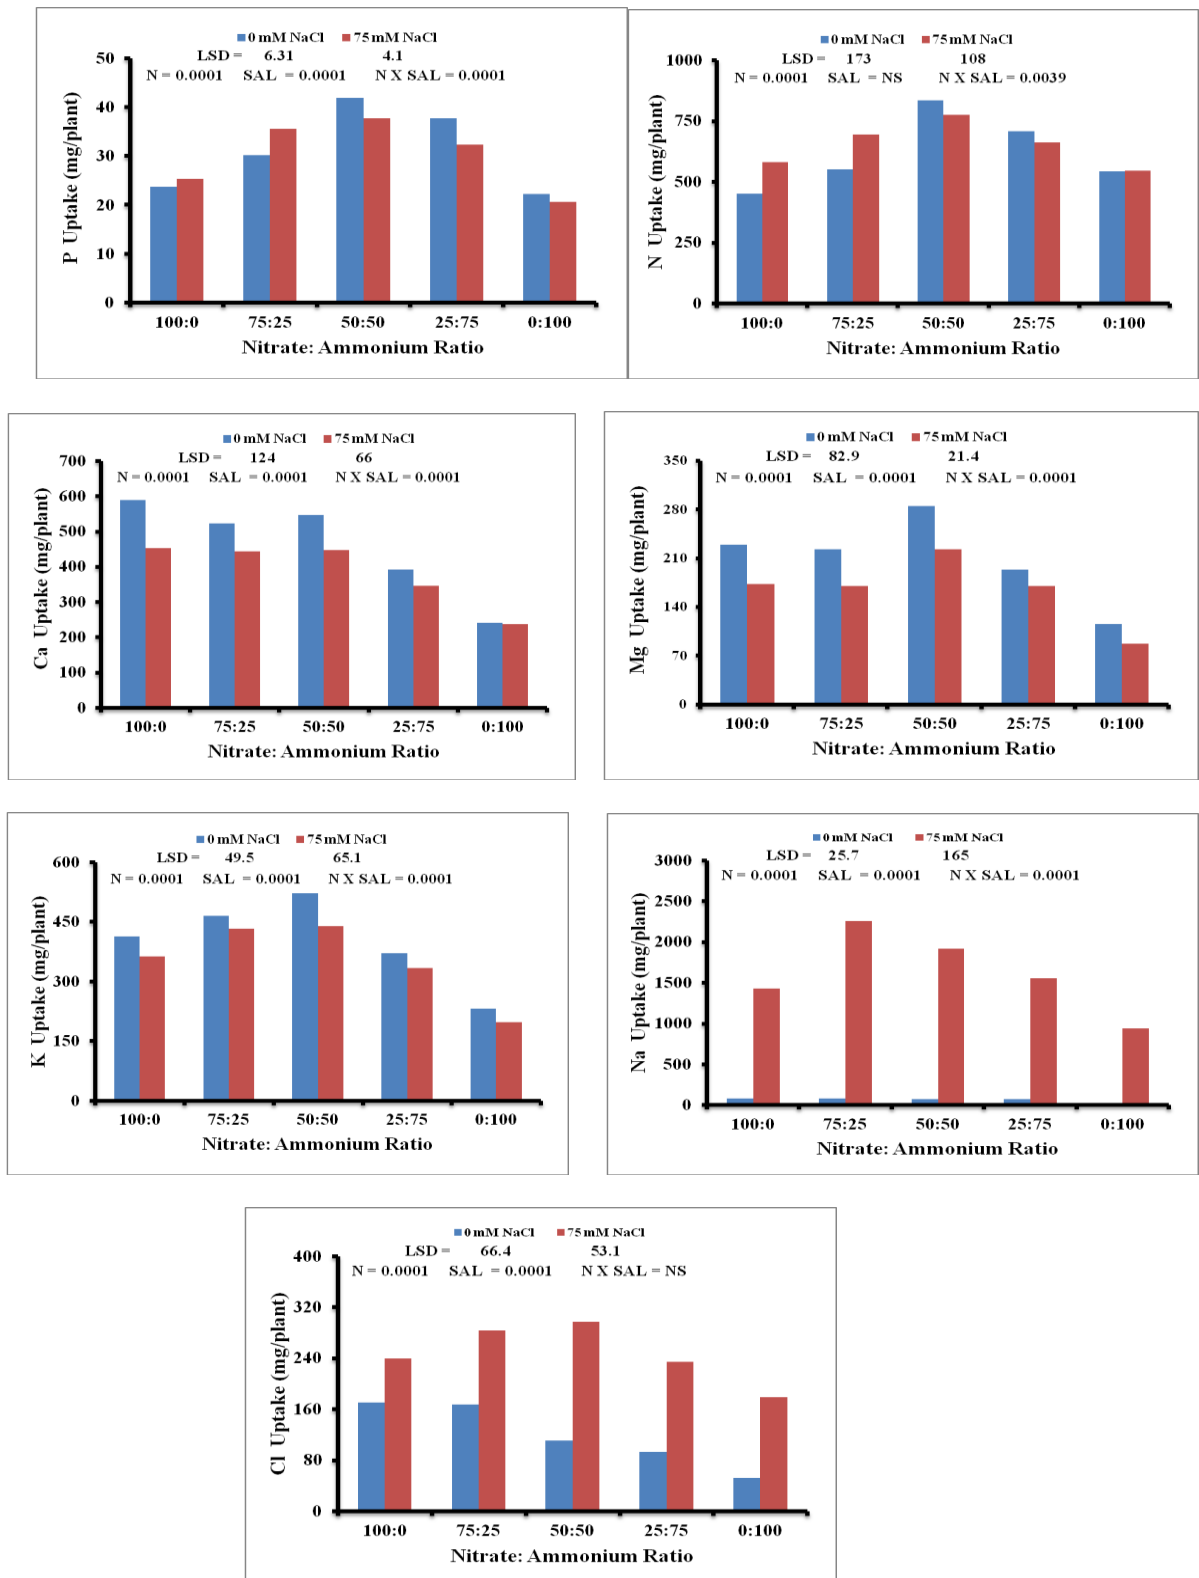 0 mM NaCl 75 mM NaCl
LSD = 6.31 4.1
N = 0.0001 SAL = 0.0001 N X SAL = 0.0001
50
40
30
20
10
0
P Uptake (mg/plant)
100:0 75:25 50:50 25:75 0:100
Nitrate: Ammonium Ratio
0 mM NaCl 75 mM NaCl
LSD = 173 108
N = 0.0001 SAL = NS N X SAL = 0.0039
1000
750
500
250
0
N Uptake (mg/plant)
100:0 75:25 50:50 25:75 0:100
Nitrate: Ammonium Ratio
0 mM NaCl 75 mM NaCl
LSD = 124 66
N = 0.0001 SAL = 0.0001 N X SAL = 0.0001
700
600
500
400
300
200
100
0
Ca Uptake (mg/plant)
100:0 75:25 50:50 25:75 0:100
Nitrate: Ammonium Ratio
0 mM NaCl 75 mM NaCl
LSD = 82.9 21.4
N = 0.0001 SAL = 0.0001 N X SAL = 0.0001
350
280
210
140
70
0
Mg Uptake (mg/plant)
100:0 75:25 50:50 25:75 0:100
Nitrate: Ammonium Ratio
0 mM NaCl 75 mM NaCl
LSD = 49.5 65.1
N = 0.0001 SAL = 0.0001 N X SAL = 0.0001
600
450
300
150
0
K Uptake (mg/plant)
100:0 75:25 50:50 25:75 0:100
Nitrate: Ammonium Ratio
0 mM NaCl 75 mM NaCl
LSD = 25.7 165
N = 0.0001 SAL = 0.0001 N X SAL = 0.0001
3000
2500
2000
1500
1000
500
0
Na Uptake (mg/plant)
100:0 75:25 50:50 25:75 0:100
Nitrate: Ammonium Ratio
0 mM NaCl 75 mM NaCl
LSD = 66.4 53.1
N = 0.0001 SAL = 0.0001 N X SAL = NS
400
320
240
160
80
0
Cl Uptake (mg/plant)
100:0 75:25 50:50 25:75 0:100
Nitrate: Ammonium Ratio